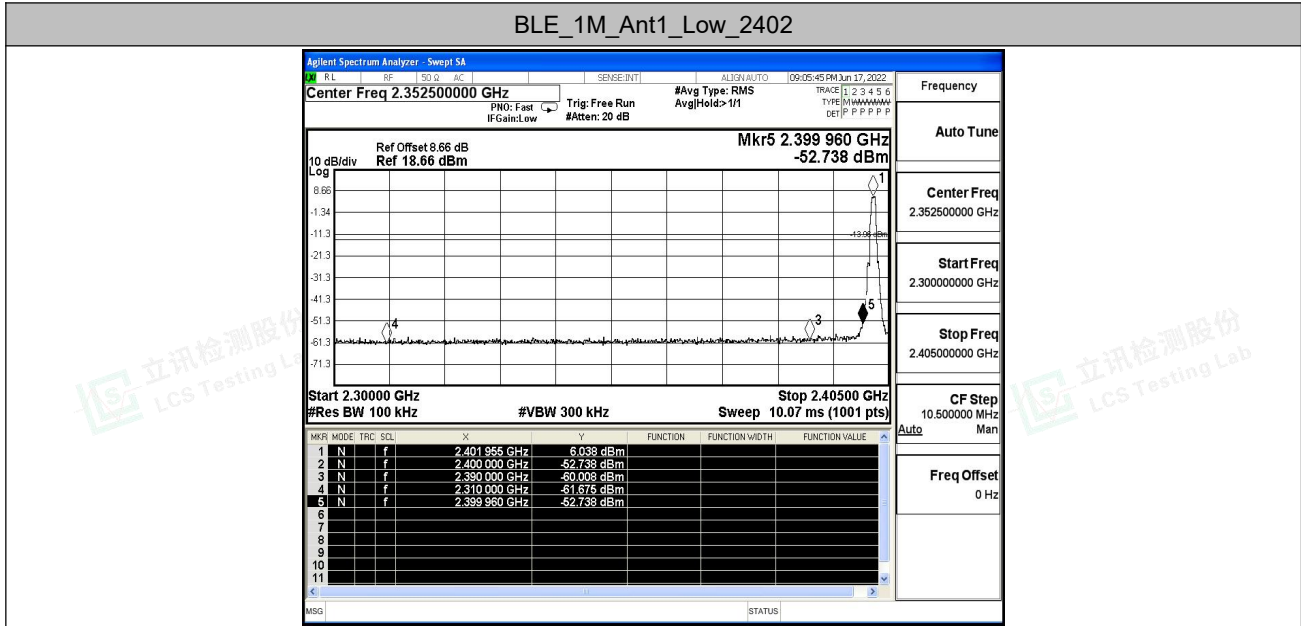 BLE_1M_Ant1_Low_2402
Agilent Spectrum Analyzer - Swept SA
LXI RL RF 50 Ω AC SENSE:INT ALIGN AUTO 09:05:45 PM Jun 17, 2022
Center Freq 2.352500000 GHz
PNO: Fast
IFGain:Low
Trig: Free Run
#Atten: 20 dB
#Avg Type: RMS
Avg|Hold:> 1/1
TRACE 1 2 3 4 5 6
TYPE MWWWWW
DET P P P P P P
Ref Offset 8.66 dB
10 dB/div Ref 18.66 dBm
Log
Mkr5 2.399 960 GHz
-52.738 dBm
8.66
-1.34
-11.3
-21.3
-31.3
-41.3
-51.3
-61.3
-71.3
1
-13.96 dBm
5
3
4
Start 2.30000 GHz Stop 2.40500 GHz
#Res BW 100 kHz #VBW 300 kHz Sweep 10.07 ms (1001 pts)
MKR MODE TRC SCL X Y FUNCTION FUNCTION WIDTH FUNCTION VALUE
1 N f 2.401 955 GHz 6.038 dBm
2 N f 2.400 000 GHz -52.738 dBm
3 N f 2.390 000 GHz -60.008 dBm
4 N f 2.310 000 GHz -61.675 dBm
5 N f 2.399 960 GHz -52.738 dBm
6
7
8
9
10
11
MSG STATUS
Frequency
Auto Tune
Center Freq
2.352500000 GHz
Start Freq
2.300000000 GHz
Stop Freq
2.405000000 GHz
CF Step
10.500000 MHz
Auto Man
Freq Offset
0 Hz
LCS 立讯检测股份
LCS Testing La
LCS 立讯检测股份
LCS Testing Lab